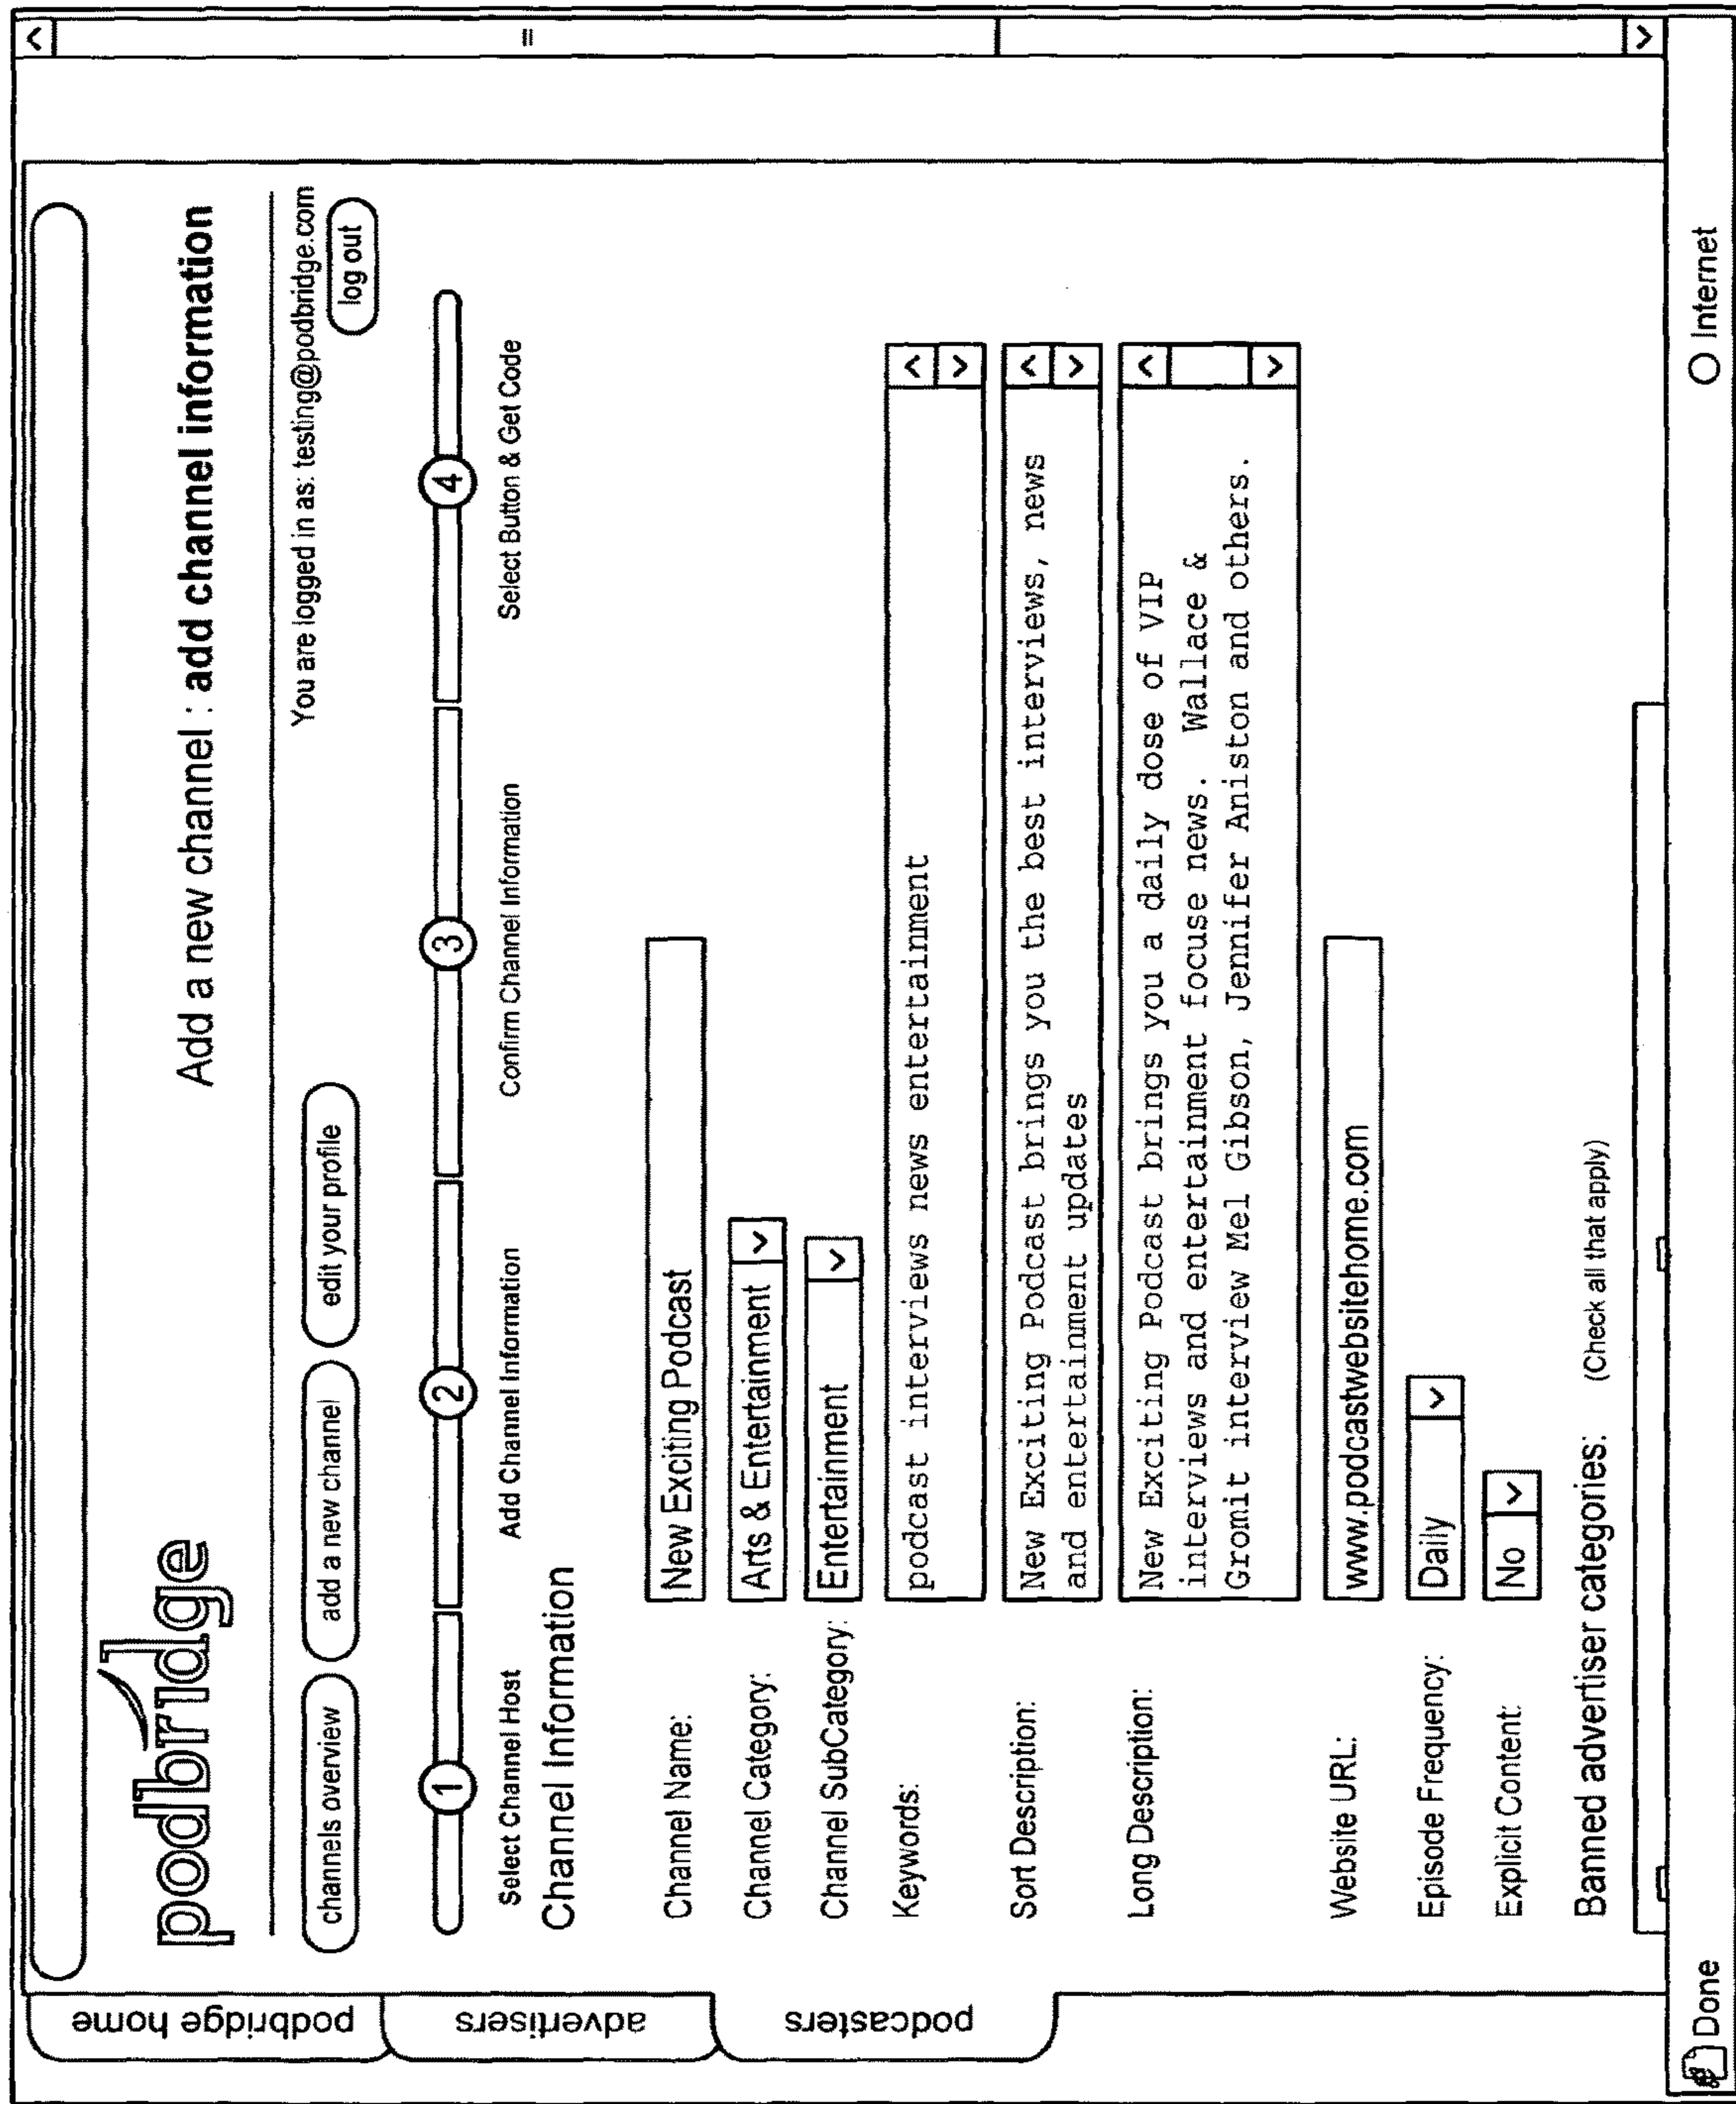 podbridge home
advertisers
podcasters
podbridge
Add a new channel : add channel information
channels overview
add a new channel
edit your profile
You are logged in as: testing@podbridge.com
log out
1
2
3
4
Select Channel Host
Add Channel Information
Confirm Channel Information
Select Button & Get Code
Channel Information
Channel Name:
New Exciting Podcast
Channel Category:
Arts & Entertainment
Channel SubCategory:
Entertainment
Keywords:
podcast interviews news entertainment
Sort Description:
New Exciting Podcast brings you the best interviews, news
and entertainment updates
Long Description:
New Exciting Podcast brings you a daily dose of VIP
interviews and entertainment focuse news. Wallace &
Gromit interview Mel Gibson, Jennifer Aniston and others.
Website URL:
www.podcastwebsitehome.com
Episode Frequency:
Daily
Explicit Content:
No
Banned advertiser categories: (Check all that apply)
Done
Internet